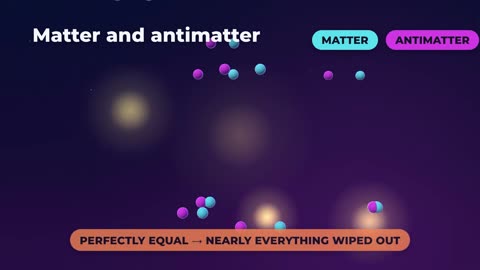 Matter and antimatter
MATTER
ANTIMATTER
PERFECTLY EQUAL → NEARLY EVERYTHING WIPED OUT